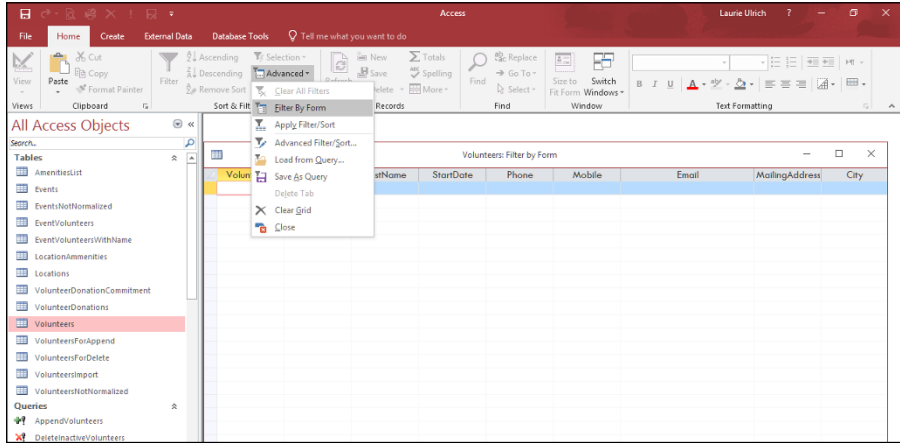 Access
Laurie Ulrich ?
File Home Create External Data Database Tools Tell me what you want to do
View
Paste
Cut
Copy
Format Painter
Filter
Ascending
Descending
Remove Sort
Selection
Advanced
New
Save
Delete
Totals
Spelling
More
Find
Replace
Go To
Select
Size to
Fit Form
Switch
Windows
B I U A
Views Clipboard Sort & Filt Records Find Window Text Formatting
Clear All Filters
Filter By Form
Apply Filter/Sort
Advanced Filter/Sort...
Load from Query...
Save As Query
Delete Tab
Clear Grid
Close
All Access Objects
Search..
Tables
AmenitiesList
Events
EventsNotNormalized
EventVolunteers
EventVolunteersWithName
LocationAmmenities
Locations
VolunteerDonationCommitment
VolunteerDonations
Volunteers
VolunteersForAppend
VolunteersForDelete
VolunteersImport
VolunteersNotNormalized
Queries
AppendVolunteers
DeleteInactiveVolunteers
Volunteers: Filter by Form
Volun stName StartDate Phone Mobile Email MailingAddress City